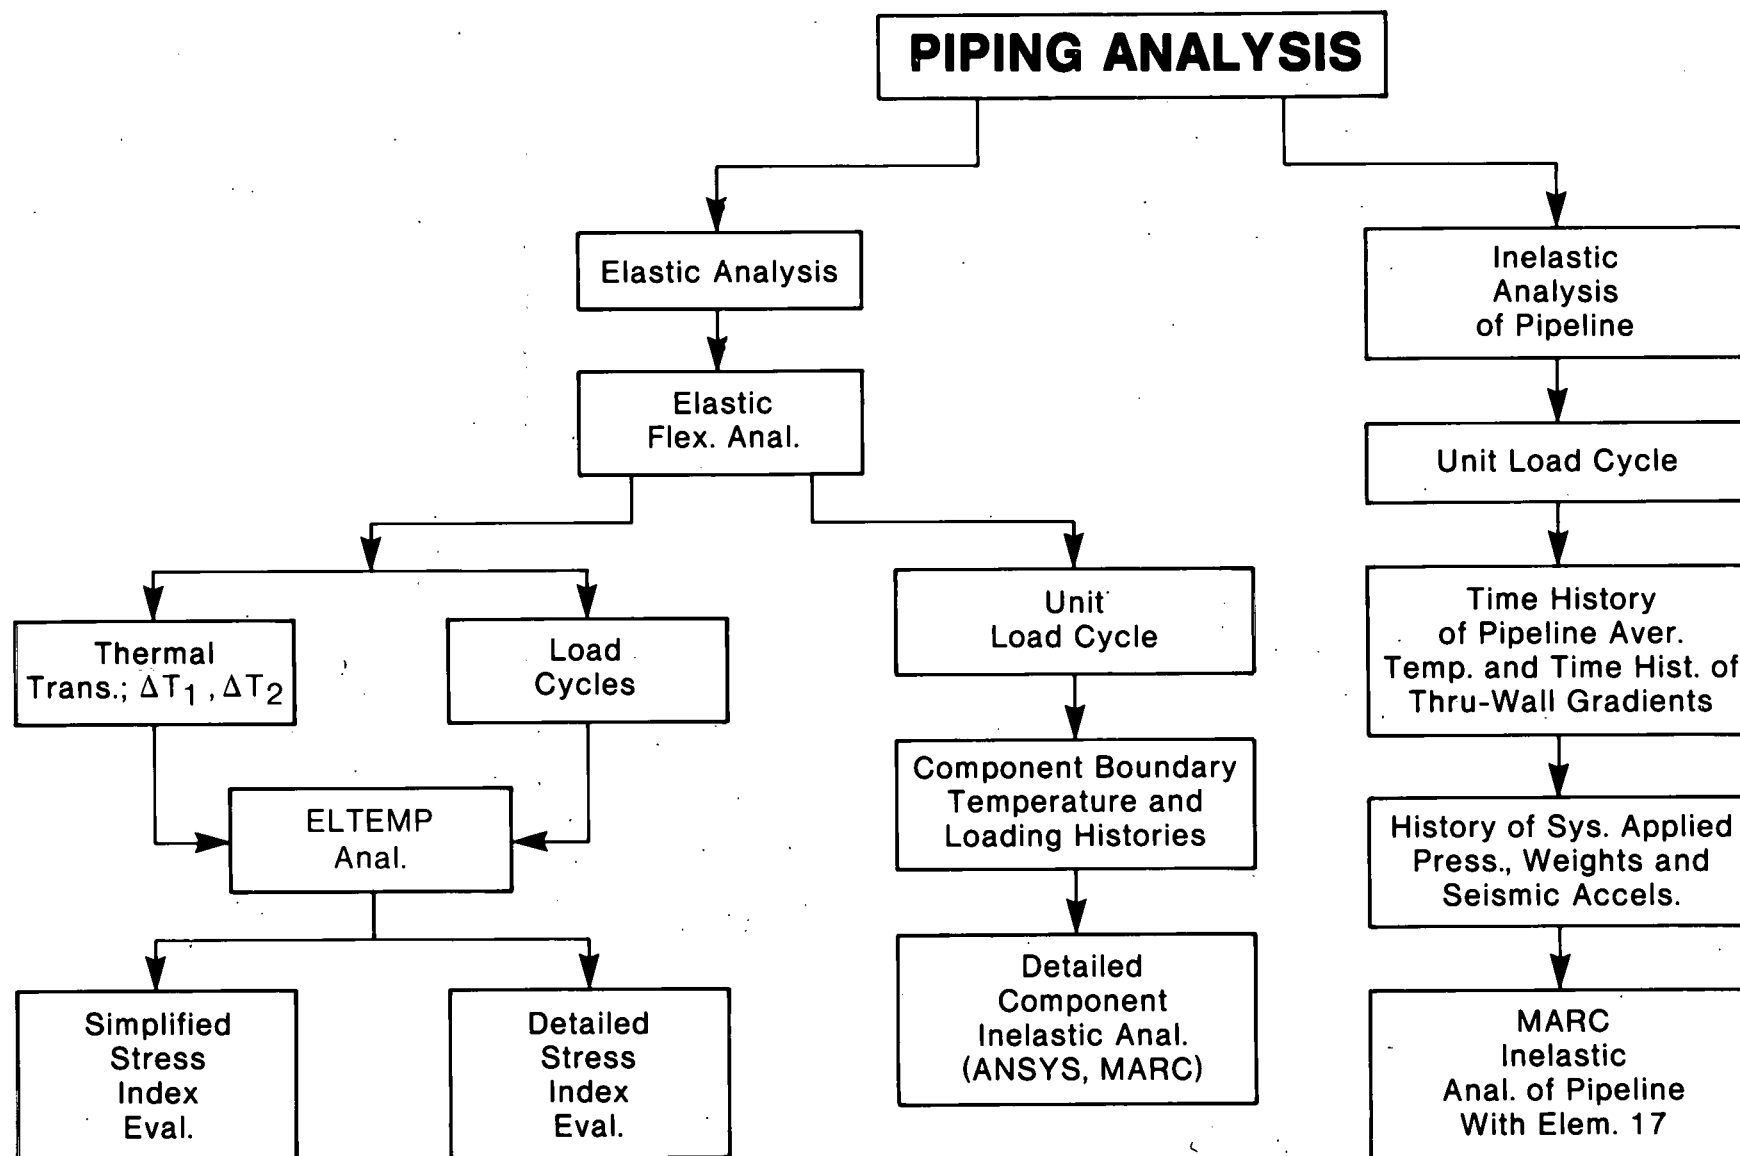 PIPING ANALYSIS
Elastic Analysis
Elastic
Flex. Anal.
Thermal
Trans.; ΔT1, ΔT2
Load
Cycles
ELTEMP
Anal.
Simplified
Stress
Index
Eval.
Detailed
Stress
Index
Eval.
Unit
Load Cycle
Component Boundary
Temperature and
Loading Histories
Detailed
Component
Inelastic Anal.
(ANSYS, MARC)
Inelastic
Analysis
of Pipeline
Unit Load Cycle
Time History
of Pipeline Aver.
Temp. and Time Hist. of
Thru-Wall Gradients
History of Sys. Applied
Press., Weights and
Seismic Accels.
MARC
Inelastic
Anal. of Pipeline
With Elem. 17